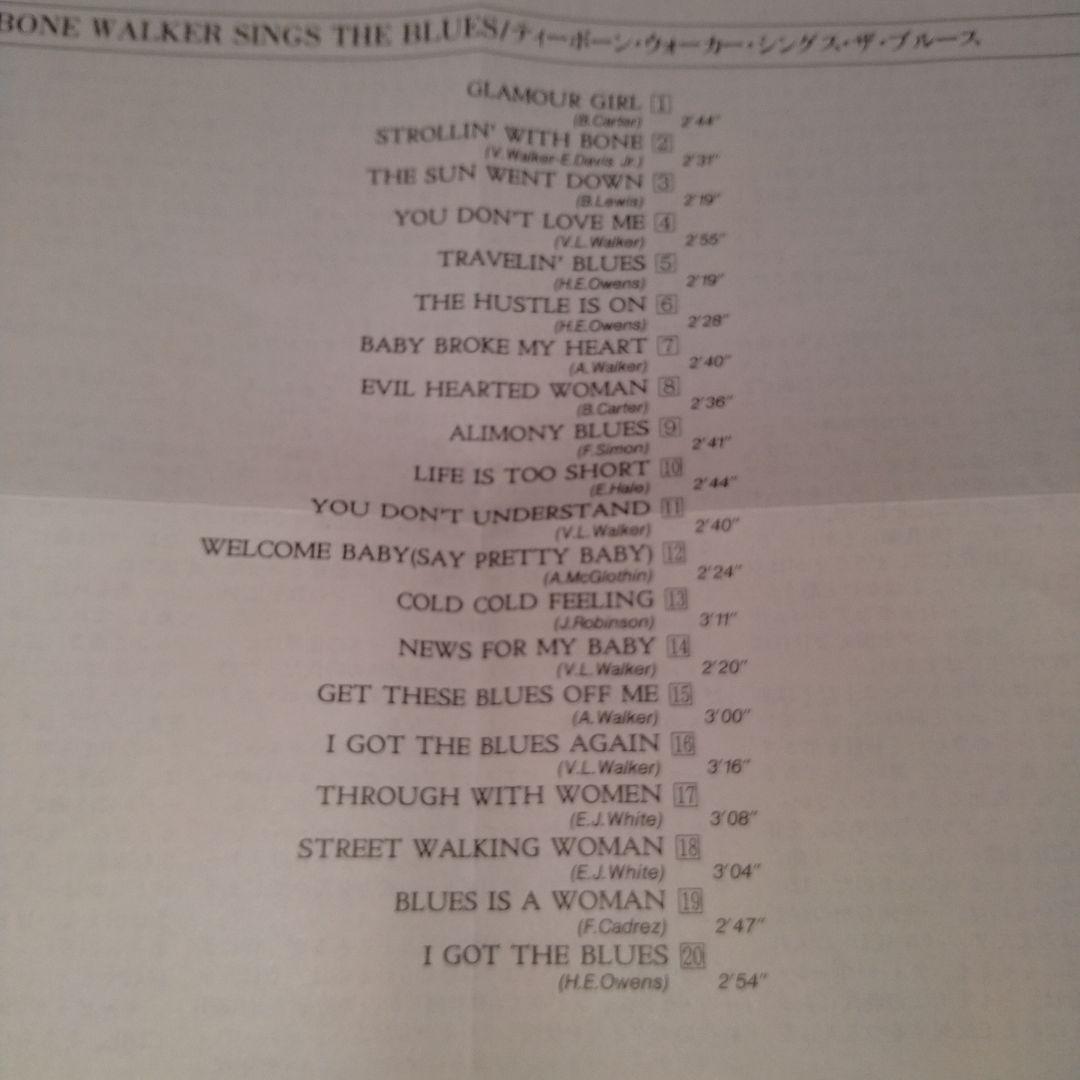 BONE WALKER SINGS THE BLUES/ティーボーン・ウォーカー・シングス・ザ・ブルース
GLAMOUR GIRL 1
(B.Carter) 2'44"
STROLLIN' WITH BONE 2
(V.Walker-E.Davis Jr.) 2'31"
THE SUN WENT DOWN 3
(B.Lewis) 2'19"
YOU DON'T LOVE ME 4
(V.L.Walker) 2'55"
TRAVELIN' BLUES 5
(H.E.Owens) 2'19"
THE HUSTLE IS ON 6
(H.E.Owens) 2'28"
BABY BROKE MY HEART 7
(A.Walker) 2'40"
EVIL HEARTED WOMAN 8
(B.Carter) 2'36"
ALIMONY BLUES 9
(F.Simon) 2'41"
LIFE IS TOO SHORT 10
(E.Hale) 2'44"
YOU DON'T UNDERSTAND 11
(V.L.Walker) 2'40"
WELCOME BABY(SAY PRETTY BABY) 12
(A.McGlothin) 2'24"
COLD COLD FEELING 13
(J.Robinson) 3'11"
NEWS FOR MY BABY 14
(V.L.Walker) 2'20"
GET THESE BLUES OFF ME 15
(A.Walker) 3'00"
I GOT THE BLUES AGAIN 16
(V.L.Walker) 3'16"
THROUGH WITH WOMEN 17
(E.J.White) 3'08"
STREET WALKING WOMAN 18
(E.J.White) 3'04"
BLUES IS A WOMAN 19
(F.Cadrez) 2'47"
I GOT THE BLUES 20
(H.E.Owens) 2'54"